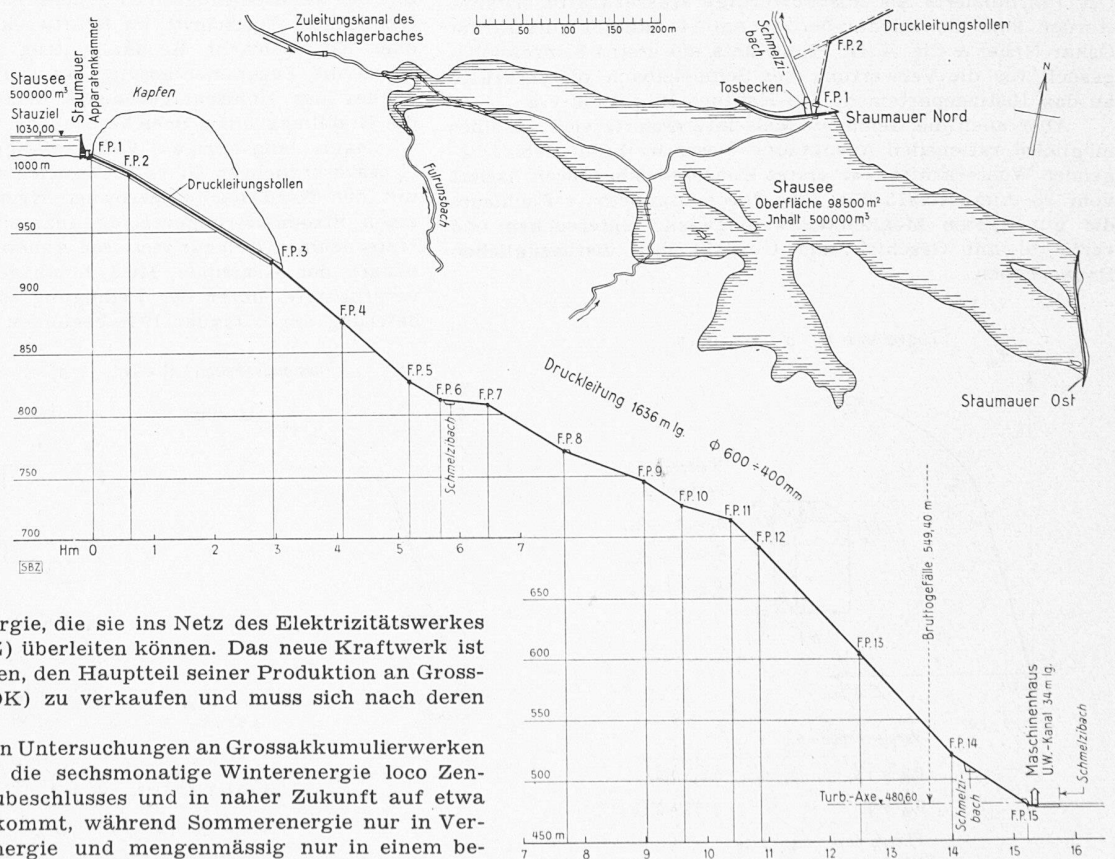 Zuleitungskanal des
Kohlschlagerbaches
0 50 100 150 200m
Druckleitungstollen
F.P.2
Schmelzi-
bach
Tosbecken
F.P.1
Staumauer Nord
N
Stausee
500000 m³
Stauziel
1030,00
Staumauer
Apparatenkammer
Kapfen
F.P.1
F.P.2
1000 m
Druckleitungstollen
Fulrunsbach
Stausee
Oberfläche 98500 m²
Jnhalt 500000 m³
950
F.P.3
900
F.P.4
850
F.P.5
F.P.6
F.P.7
800
Schmelzibach
Staumauer Ost
Druckleitung 1636 m lg. ϕ 600÷400mm
F.P.8
750
F.P.9
F.P.10
F.P.11
F.P.12
700
Hm 0 1 2 3 4 5 6 7
SBZ
650
F.P.13
600
Bruttogefälle 549,40 m
550
F.P.14
500
Turb.-Axe 480,60
Schmelzi-
bach
Maschinenhaus
U.W.-Kanal 34 m lg.
Schmelzibach
F.P.15
450 m
7 8 9 10 11 12 13 14 15 16
rgie, die sie ins Netz des Elektrizitätswerkes
) überleiten können. Das neue Kraftwerk ist
en, den Hauptteil seiner Produktion an Gross-
OK) zu verkaufen und muss sich nach deren
n Untersuchungen an Grossakkumulierwerken
die sechsmonatige Winterenergie loco Zen-
ubeschlusses und in naher Zukunft auf etwa
kommt, während Sommerenergie nur in Ver-
nergie und mengenmässig nur in einem be-